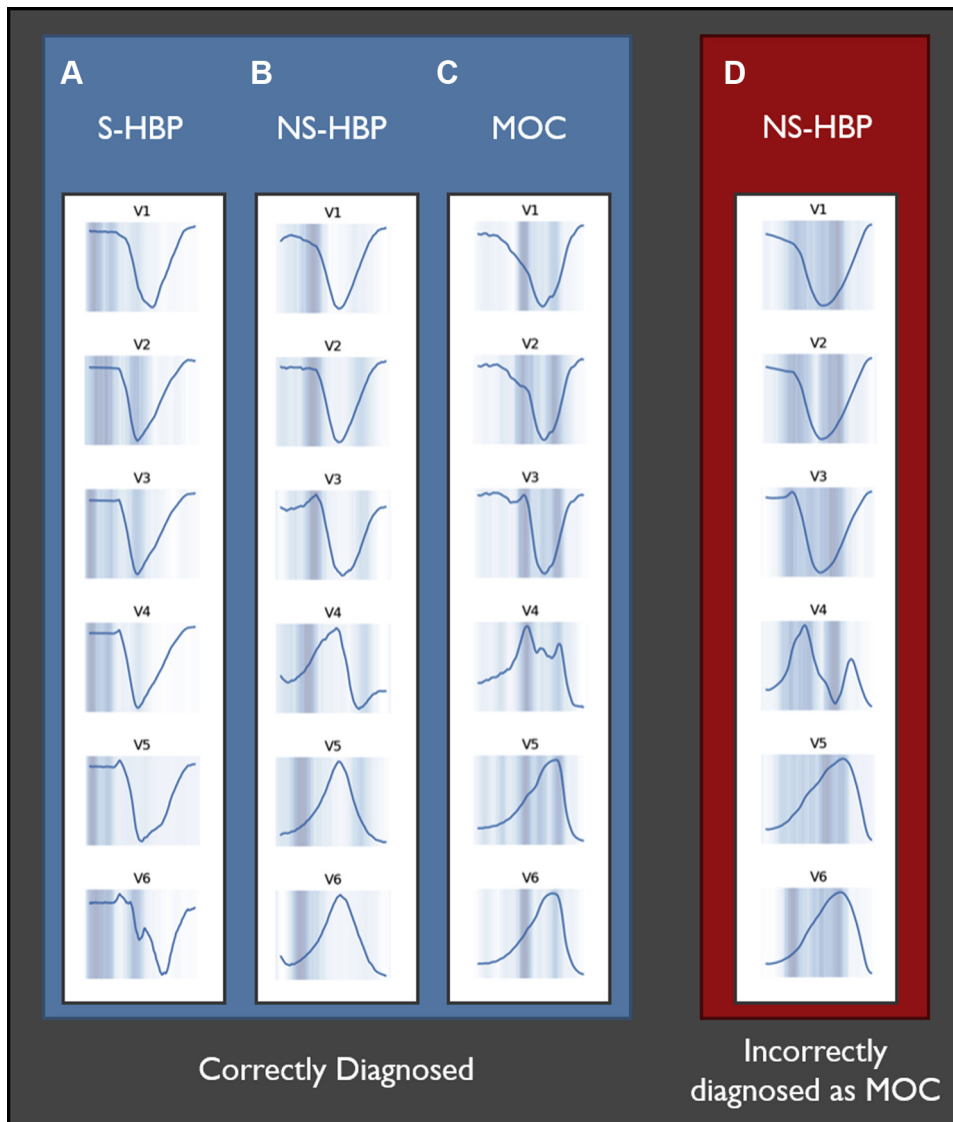 A
S-HBP
V1
V2
V3
V4
V5
V6
B
NS-HBP
V1
V2
V3
V4
V5
V6
C
MOC
V1
V2
V3
V4
V5
V6
Correctly Diagnosed
D
NS-HBP
V1
V2
V3
V4
V5
V6
Incorrectly
diagnosed as MOC